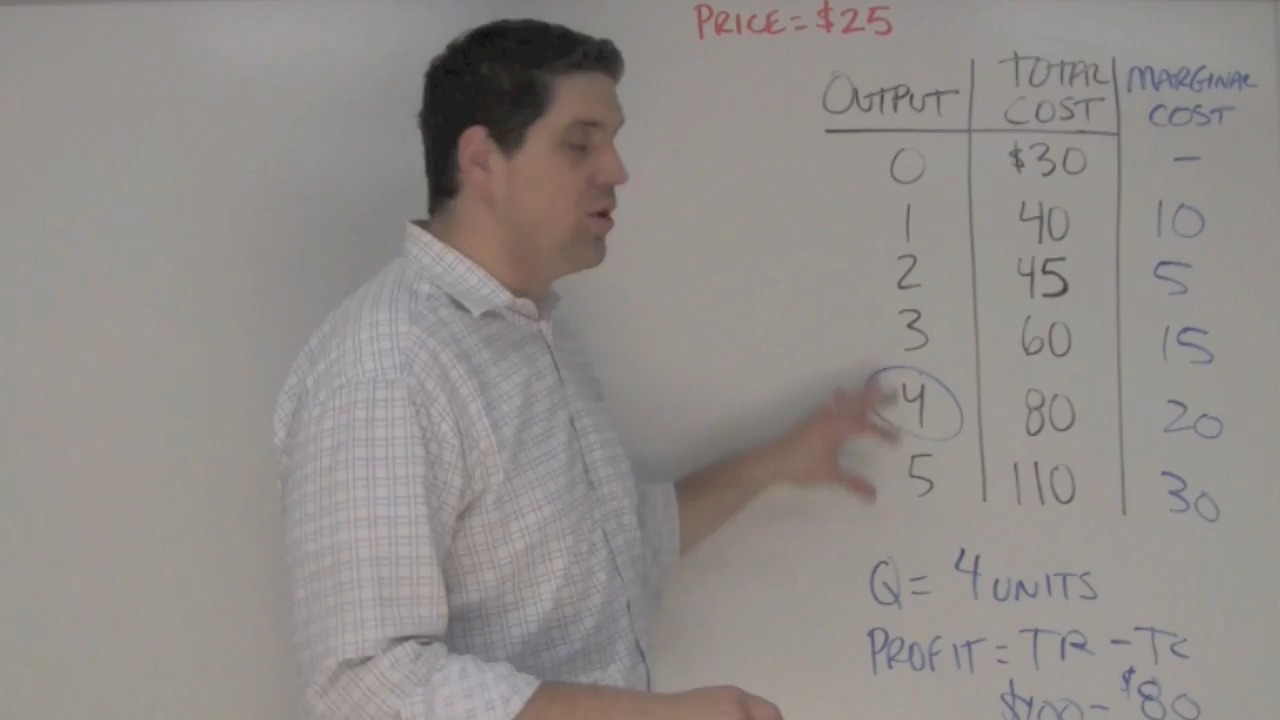 PRICE = $25
OUTPUT TOTAL COST MARGINAL COST
0 $30 –
1 40 10
2 45 5
3 60 15
4 80 20
5 110 30
Q = 4 UNITS
PROFIT = TR – TC
$100 – $80